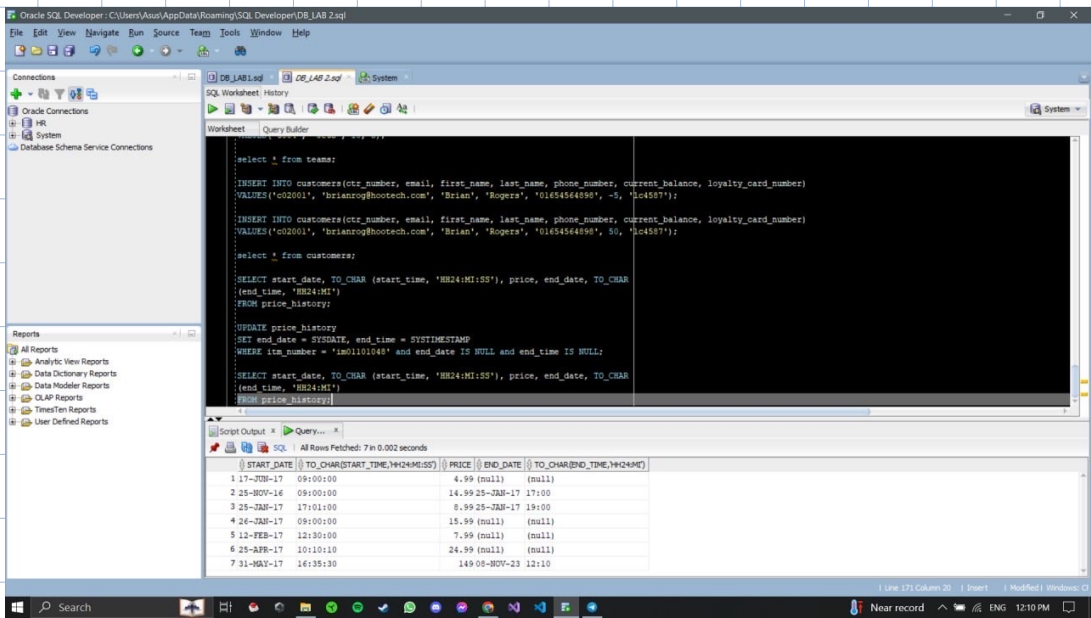 Oracle SQL Developer : C:\Users\Asus\AppData\Roaming\SQL Developer\DB_LAB 2.sql
File Edit View Navigate Run Source Team Tools Window Help
Connections
DB_LAB1.sql DB_LAB 2.sql System
SQL Worksheet History
Oracle Connections
HR
System
Database Schema Service Connections
System
Worksheet Query Builder
select * from teams;
INSERT INTO customers(ctr_number, email, first_name, last_name, phone_number, current_balance, loyalty_card_number)
VALUES('c02001', 'brianrog@hootech.com', 'Brian', 'Rogers', '01654564898', -5, 'lc4587');
INSERT INTO customers(ctr_number, email, first_name, last_name, phone_number, current_balance, loyalty_card_number)
VALUES('c02001', 'brianrog@hootech.com', 'Brian', 'Rogers', '01654564898', 50, 'lc4587');
select * from customers;
SELECT start_date, TO_CHAR (start_time, 'HH24:MI:SS'), price, end_date, TO_CHAR
(end_time, 'HH24:MI')
FROM price_history;
UPDATE price_history
SET end_date = SYSDATE, end_time = SYSTIMESTAMP
WHERE itm_number = 'im01101048' and end_date IS NULL and end_time IS NULL;
SELECT start_date, TO_CHAR (start_time, 'HH24:MI:SS'), price, end_date, TO_CHAR
(end_time, 'HH24:MI')
FROM price_history;
Reports
All Reports
Analytic View Reports
Data Dictionary Reports
Data Modeler Reports
OLAP Reports
TimesTen Reports
User Defined Reports
Script Output x Query... x
SQL | All Rows Fetched: 7 in 0.002 seconds
START_DATE TO_CHAR(START_TIME,'HH24:MI:SS') PRICE END_DATE TO_CHAR(END_TIME,'HH24:MI')
1 17-JUN-17 09:00:00 4.99 (null) (null)
2 25-NOV-16 09:00:00 14.99 25-JAN-17 17:00
3 25-JAN-17 17:01:00 8.99 25-JAN-17 19:00
4 26-JAN-17 09:00:00 15.99 (null) (null)
5 12-FEB-17 12:30:00 7.99 (null) (null)
6 25-APR-17 10:10:10 24.99 (null) (null)
7 31-MAY-17 16:35:30 149 08-NOV-23 12:10
Line 171 Column 20 | Insert | Modified | Windows: Cl
Search
Near record ENG 12:10 PM